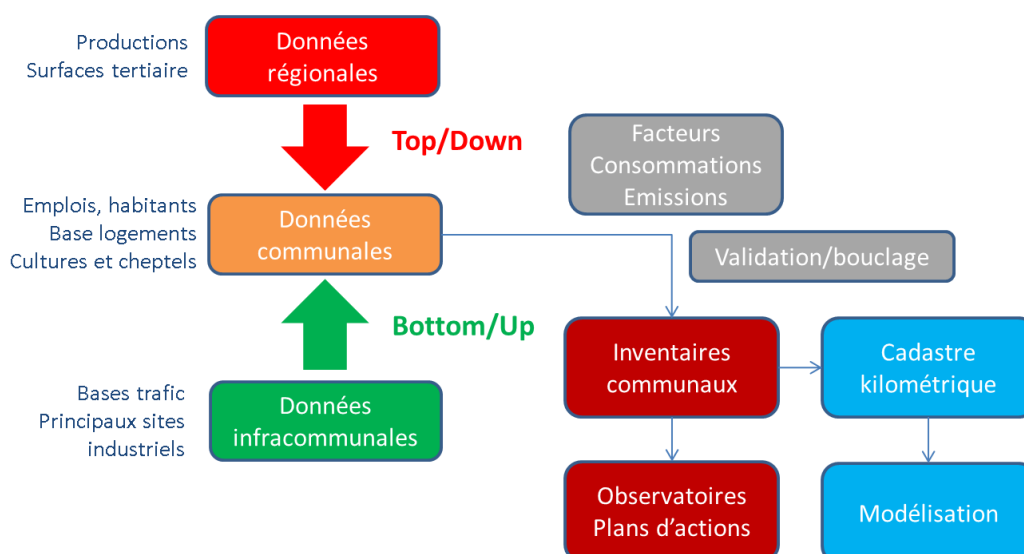 Productions
Surfaces tertiaire
Données
régionales
Top/Down
Facteurs
Consommations
Emissions
Emplois, habitants
Base logements
Cultures et cheptels
Données
communales
Validation/bouclage
Bottom/Up
Inventaires
communaux
Cadastre
kilométrique
Bases trafic
Principaux sites
industriels
Données
infracommunales
Observatoires
Plans d’actions
Modélisation